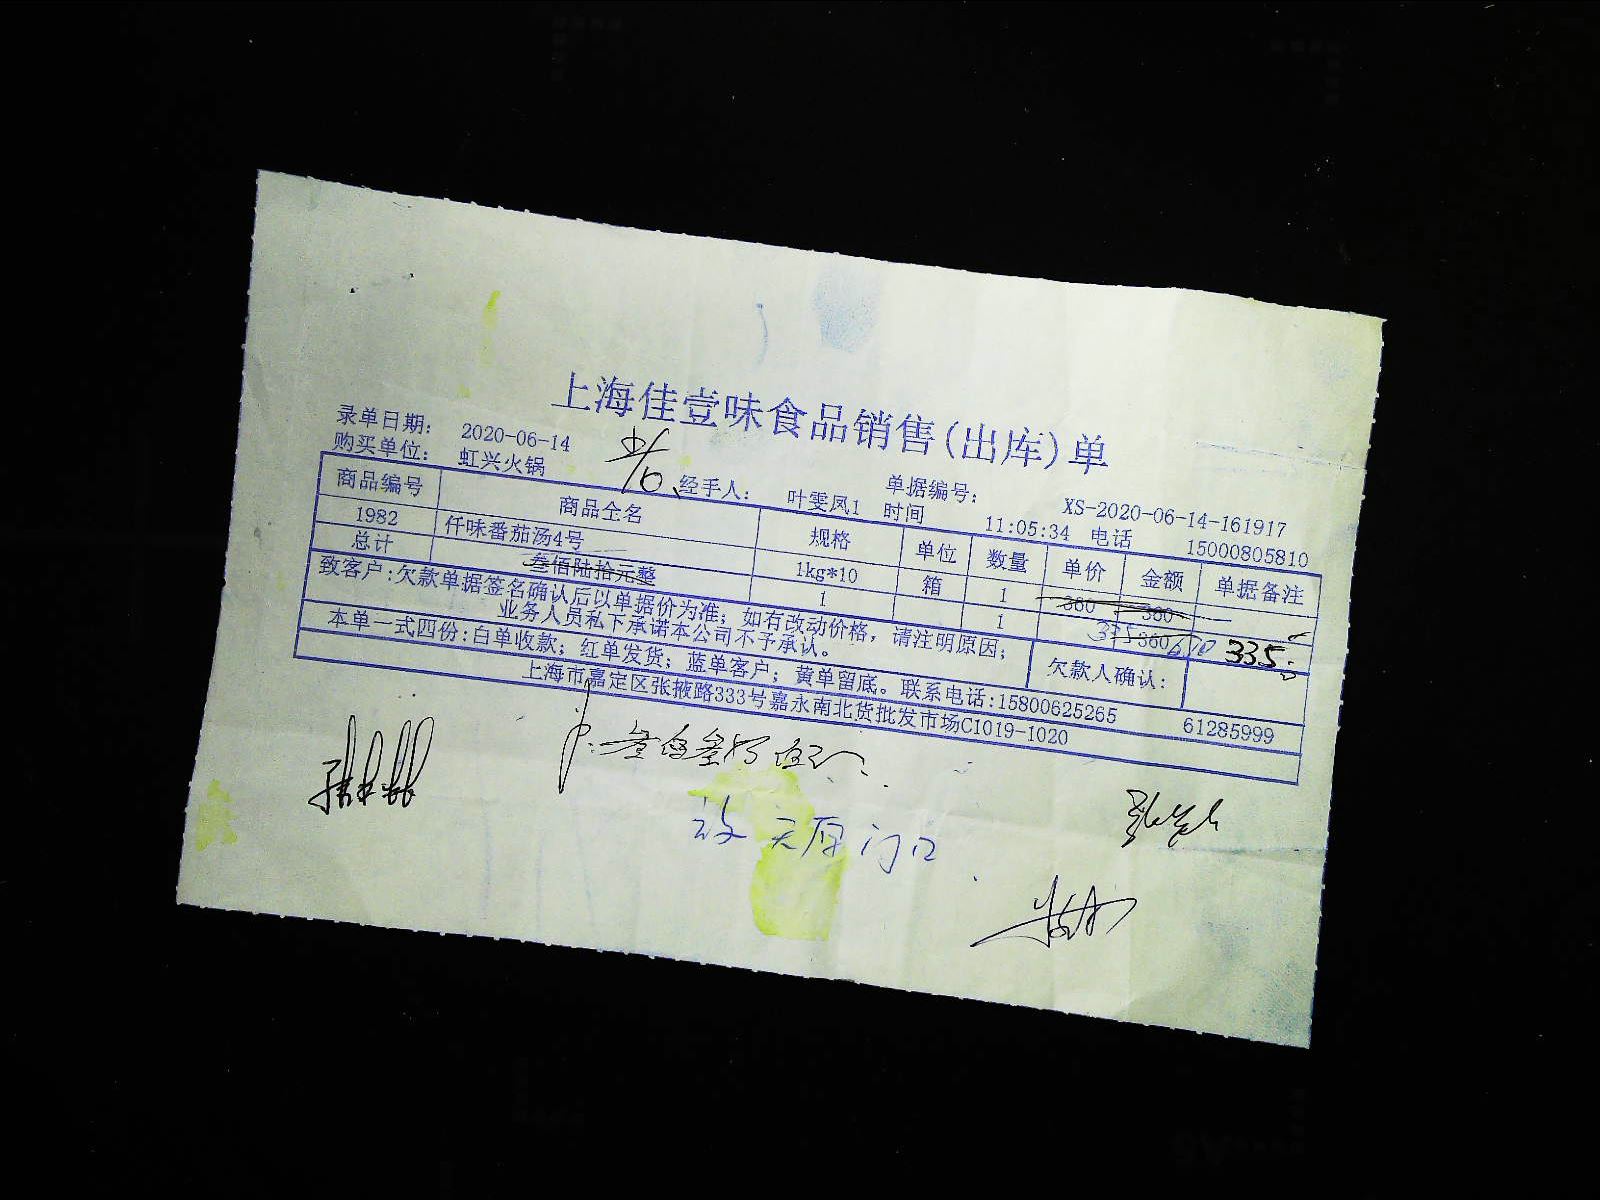 上海佳壹味食品销售(出库)单
录单日期: 2020-06-14 单据编号: XS-2020-06-14-161917
购买单位: 虹兴火锅 经手人: 叶雯凤1 时间 11:05:34 电话 15000805810
商品编号 商品全名 规格 单位 数量 单价 金额 单据备注
1982 仟味番茄汤4号 1kg*10 箱 1 360 360
总计 叁佰陆拾元整 1 1 360 335
致客户:欠款单据签名确认后以单据价为准; 如有改动价格, 请注明原因;
业务人员私下承诺本公司不予承认。 欠款人确认:
本单一式四份:白单收款; 红单发货; 蓝单客户; 黄单留底。联系电话:15800625265 61285999
上海市嘉定区张掖路333号嘉永南北货批发市场C1019-1020
放 门口